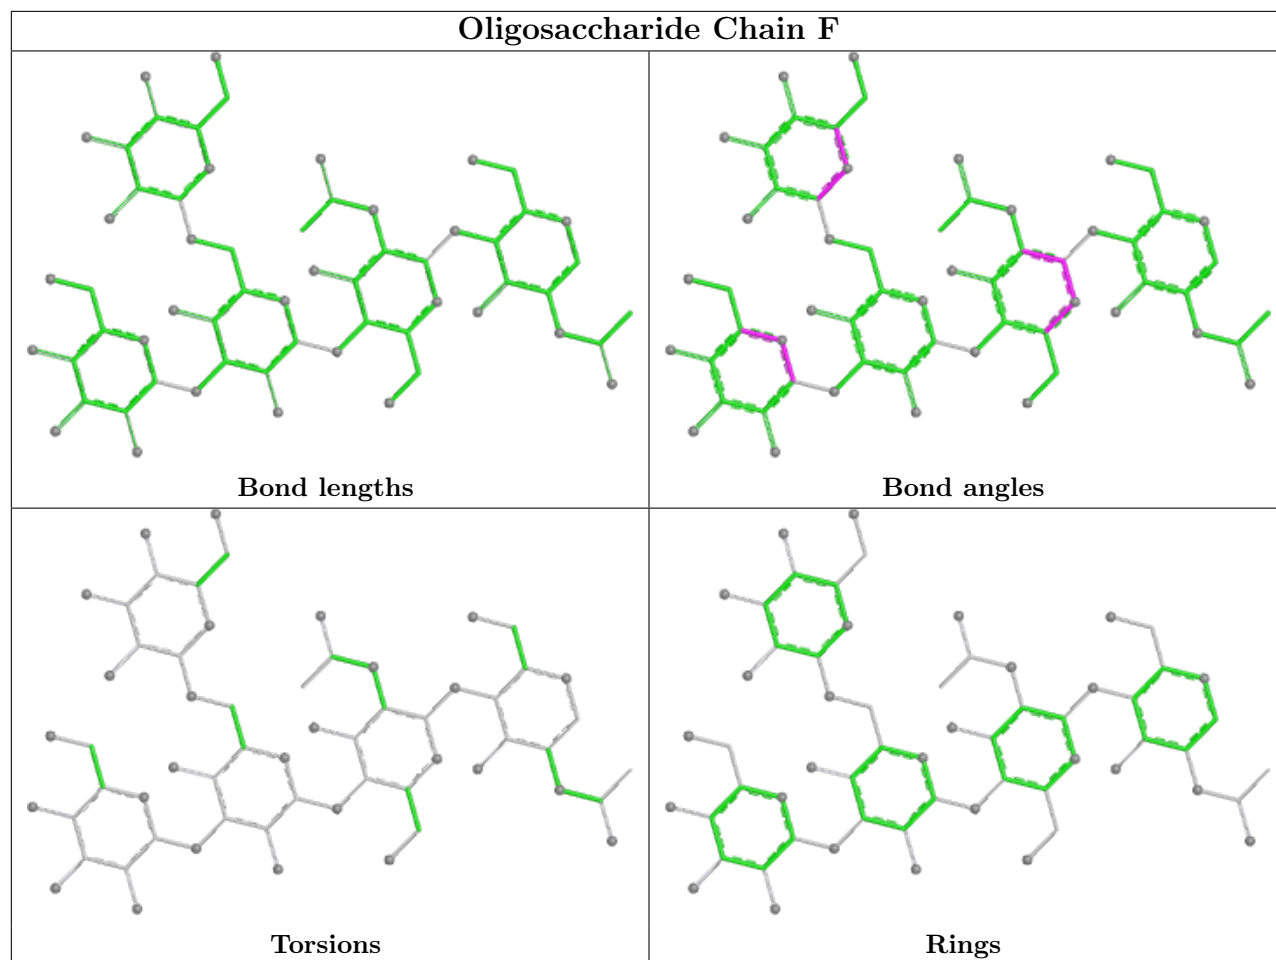 Oligosaccharide Chain F
Bond lengths
Bond angles
Torsions
Rings